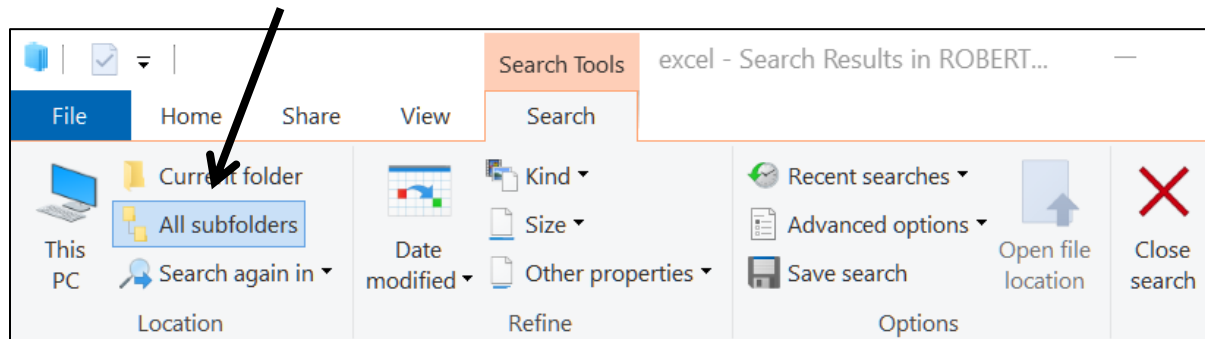 Search Tools excel - Search Results in ROBERT...
File Home Share View Search
Current folder
All subfolders
Search again in
This
PC
Location
Date
modified
Kind
Size
Other properties
Refine
Recent searches
Advanced options
Save search
Open file
location
Options
Close
search